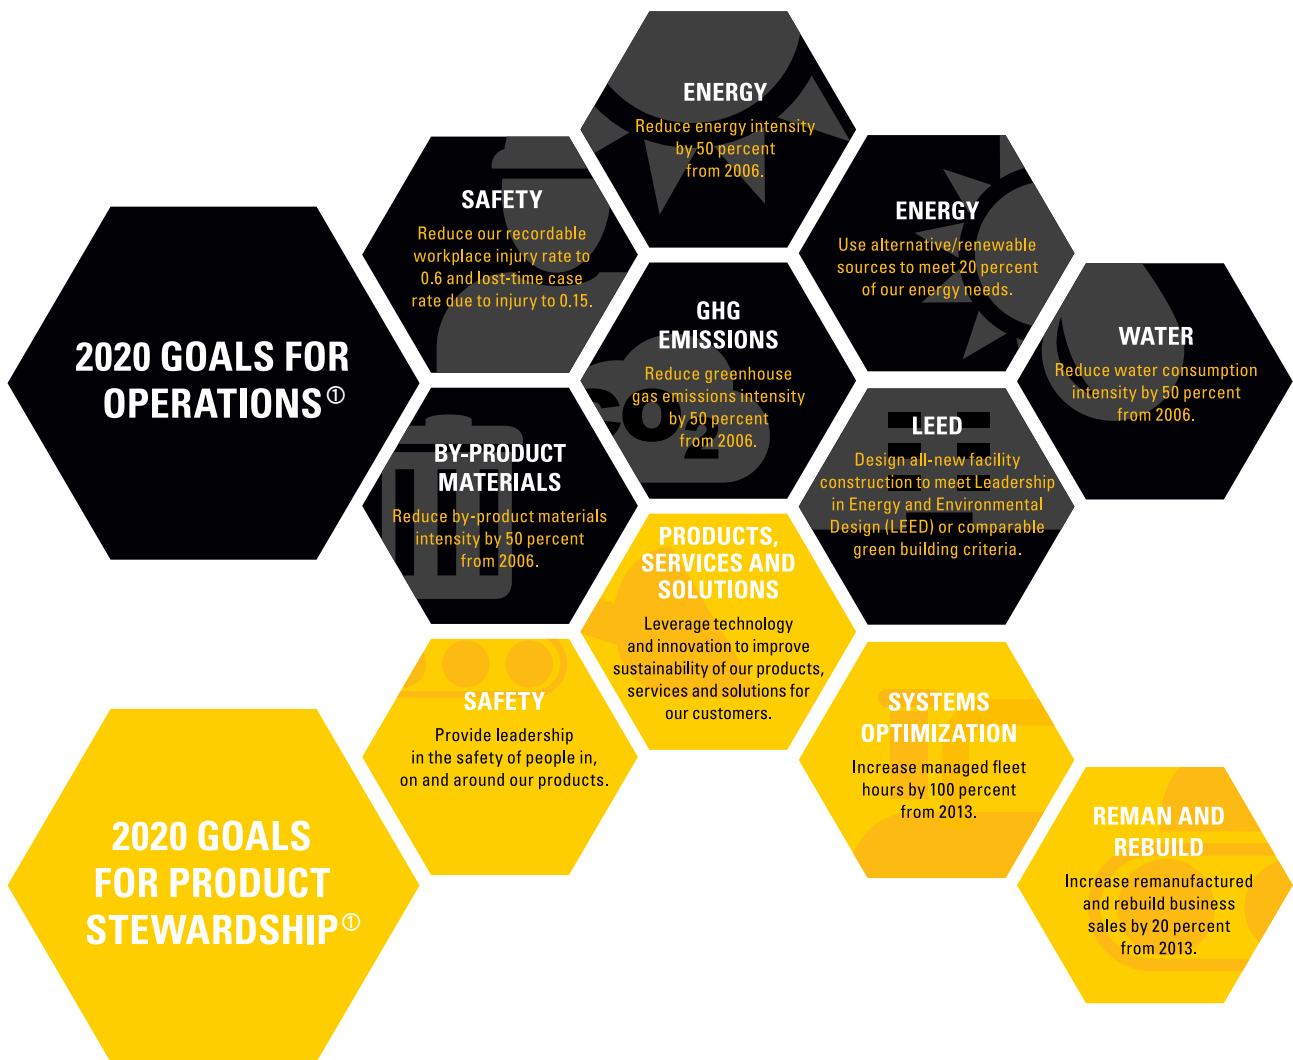 2020 GOALS FOR
OPERATIONS①
SAFETY
Reduce our recordable
workplace injury rate to
0.6 and lost-time case
rate due to injury to 0.15.
ENERGY
Reduce energy intensity
by 50 percent
from 2006.
ENERGY
Use alternative/renewable
sources to meet 20 percent
of our energy needs.
BY-PRODUCT
MATERIALS
Reduce by-product materials
intensity by 50 percent
from 2006.
GHG
EMISSIONS
Reduce greenhouse
gas emissions intensity
by 50 percent
from 2006.
CO2
LEED
Design all-new facility
construction to meet Leadership
in Energy and Environmental
Design (LEED) or comparable
green building criteria.
WATER
Reduce water consumption
intensity by 50 percent
from 2006.
2020 GOALS
FOR PRODUCT
STEWARDSHIP①
SAFETY
Provide leadership
in the safety of people in,
on and around our products.
PRODUCTS,
SERVICES AND
SOLUTIONS
Leverage technology
and innovation to improve
sustainability of our products,
services and solutions for
our customers.
SYSTEMS
OPTIMIZATION
Increase managed fleet
hours by 100 percent
from 2013.
REMAN AND
REBUILD
Increase remanufactured
and rebuild business
sales by 20 percent
from 2013.